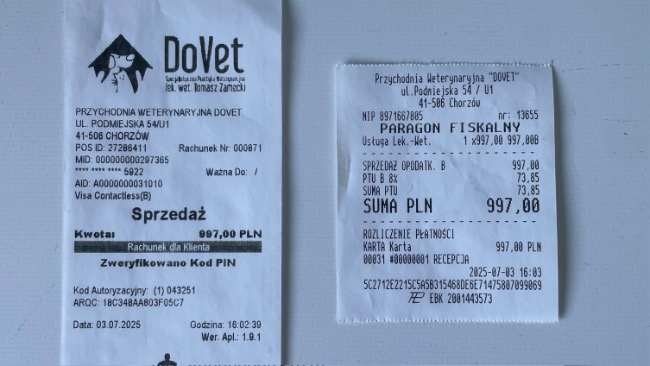 DoVet
Specjalistyczna Praktyka Weterynaryjna
lek. wet. Tomasz Zarnecki
PRZYCHODNIA WETERYNARYJNA DOVET
UL. PODMIEJSKA 54/U1
41-506 CHORZÓW
POS ID: 27286411 Rachunek Nr: 000871
MID: 000000000297365
**** **** **** 5922 Ważna Do: /
AID: A0000000031010
Visa Contactless(B)
Sprzedaż
Kwota: 997,00 PLN
Rachunek dla Klienta
Zweryfikowano Kod PIN
Kod Autoryzacyjny: (1) 043251
ARQC: 18C348AA803F05C7
Data: 03.07.2025 Godzina: 16:02:39
Wer. Apl.: 1.9.1
Przychodnia Weterynaryjna "DOVET"
ul.Podmiejska 54 / U1
41-506 Chorzów
NIP 8971667805 nr: 13655
PARAGON FISKALNY
Usługa Lek.-Wet. 1 x997,00 997,00B
SPRZEDAŻ OPODATK. B 997,00
PTU B 8% 73,85
SUMA PTU 73,85
SUMA PLN 997,00
ROZLICZENIE PŁATNOŚCI
KARTA Karta 997,00 PLN
00031 #00000001 RECEPCJA
2025-07-03 16:03
5C2712E2215C5A5B315468DE6E71475807099069
EBK 2001443573